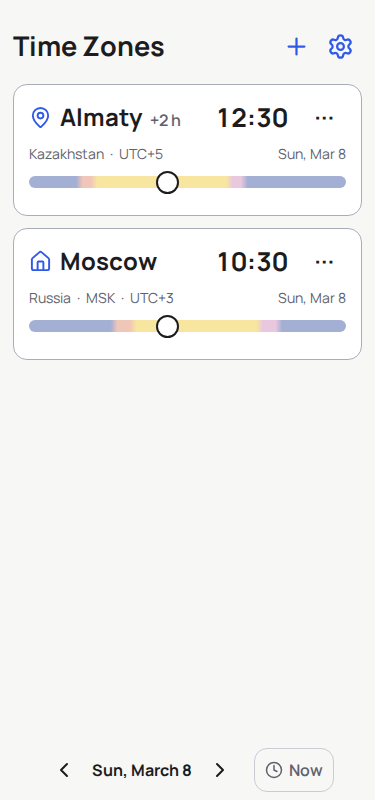 Time Zones
Almaty +2 h 12:30 ...
Kazakhstan · UTC+5 Sun, Mar 8
Moscow 10:30 ...
Russia · MSK · UTC+3 Sun, Mar 8
Sun, March 8 Now